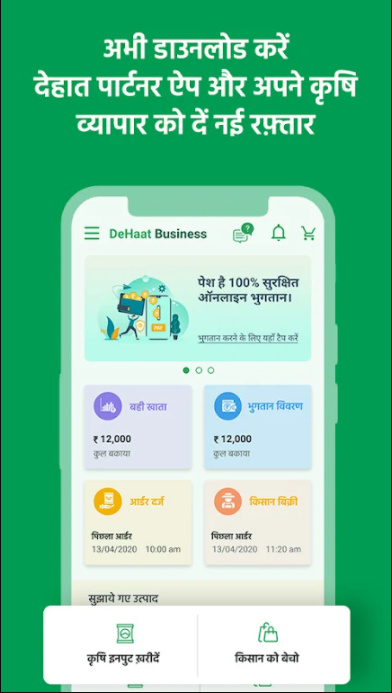 अभी डाउनलोड करें
देहात पार्टनर ऐप और अपने कृषि
व्यापार को दें नई रफ़्तार
DeHaat Business
?
पेश है 100% सुरक्षित
ऑनलाइन भुगतान।
भुगतान करने के लिए यहाँ टैप करें
बही खाता
₹ 12,000
कुल बकाया
भुगतान विवरण
₹ 12,000
कुल बकाया
आर्डर दर्ज
पिछला आर्डर
13/04/2020 10:00 am
किसान बिक्री
पिछला आर्डर
13/04/2020 11:20 am
सुझाये गए उत्पाद
कृषि इनपुट ख़रीदें
किसान को बेचो